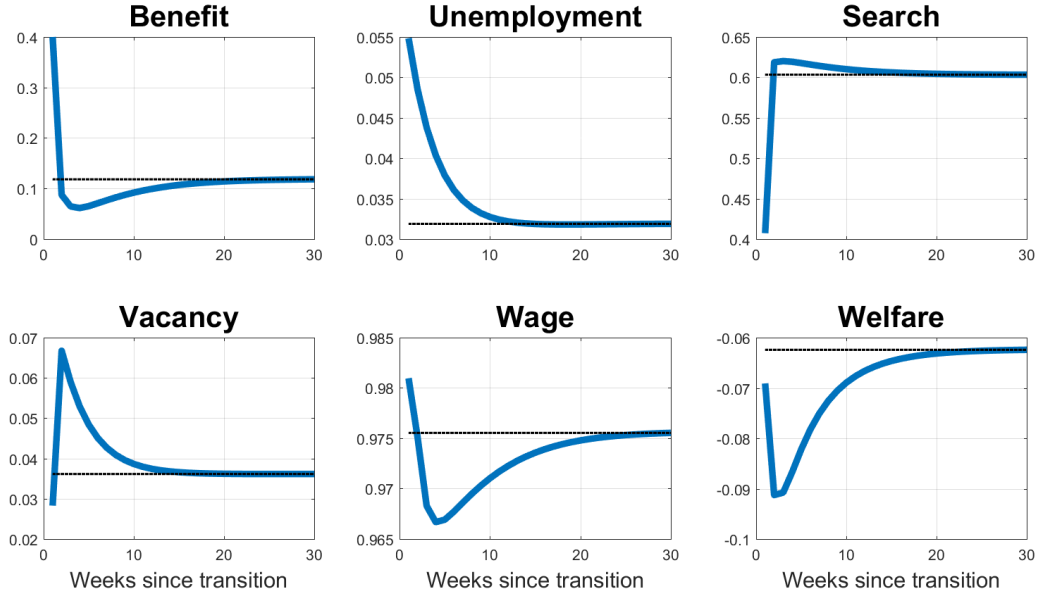 Benefit
0.4
0.3
0.2
0.1
0
0 10 20 30
Unemployment
0.055
0.05
0.045
0.04
0.035
0.03
0 10 20 30
Search
0.65
0.6
0.55
0.5
0.45
0.4
0 10 20 30
Vacancy
0.07
0.06
0.05
0.04
0.03
0.02
0 10 20 30
Weeks since transition
Wage
0.985
0.98
0.975
0.97
0.965
0 10 20 30
Weeks since transition
Welfare
-0.06
-0.07
-0.08
-0.09
-0.1
0 10 20 30
Weeks since transition